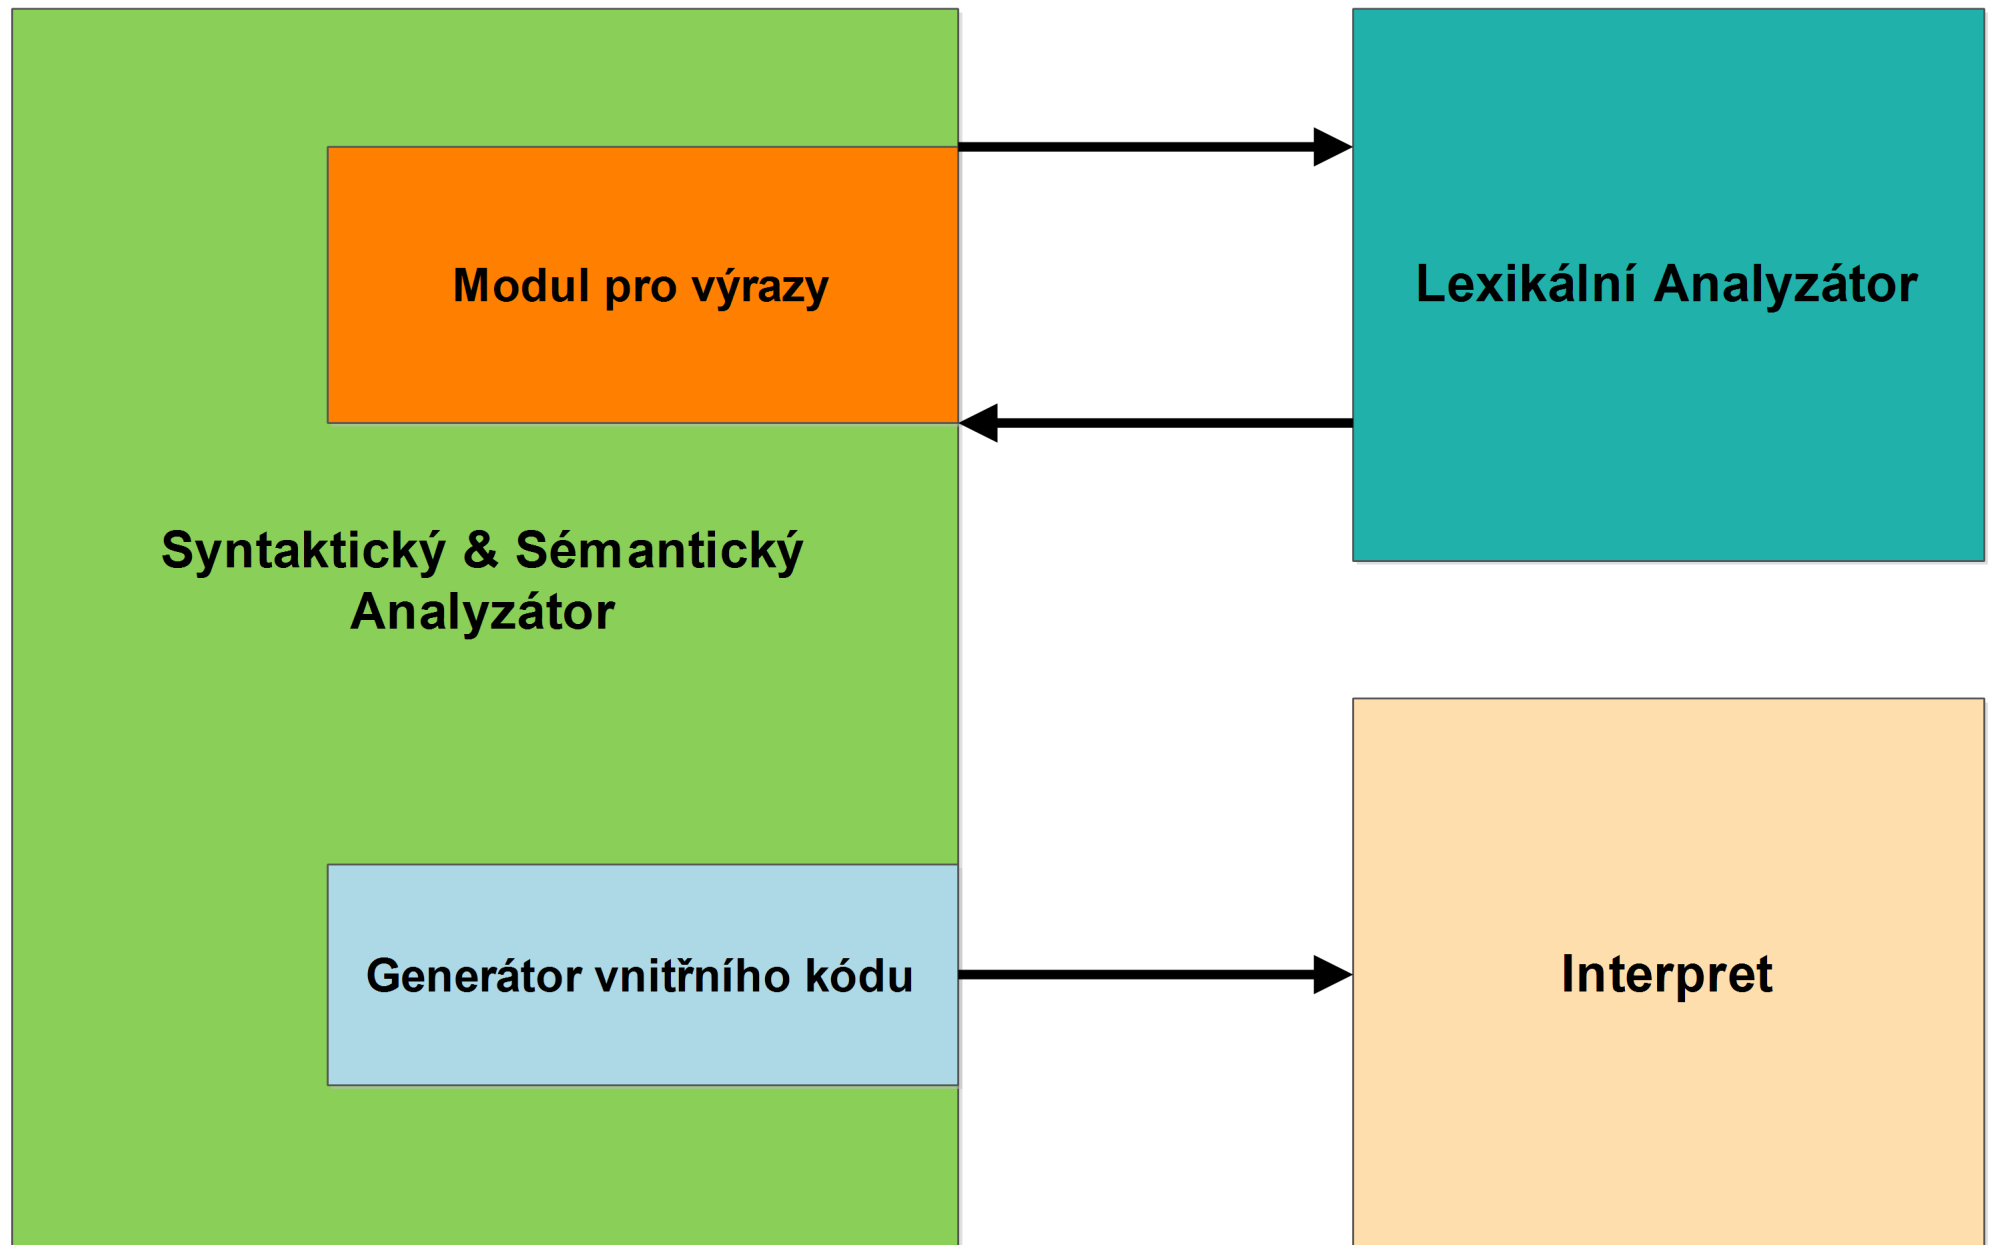 Modul pro výrazy
Lexikální Analyzátor
Syntaktický & Sémantický
Analyzátor
Generátor vnitřního kódu
Interpret